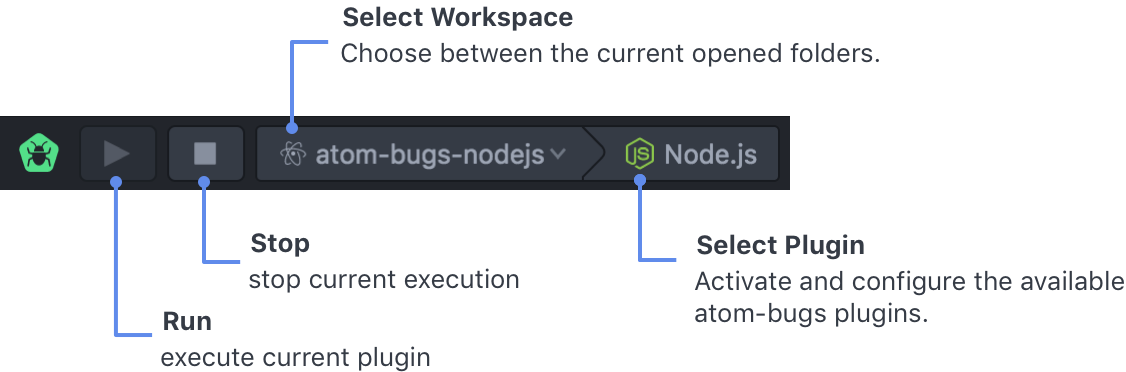 Select Workspace
Choose between the current opened folders.
atom-bugs-nodejs
JS Node.js
Stop
stop current execution
Select Plugin
Activate and configure the available
atom-bugs plugins.
Run
execute current plugin